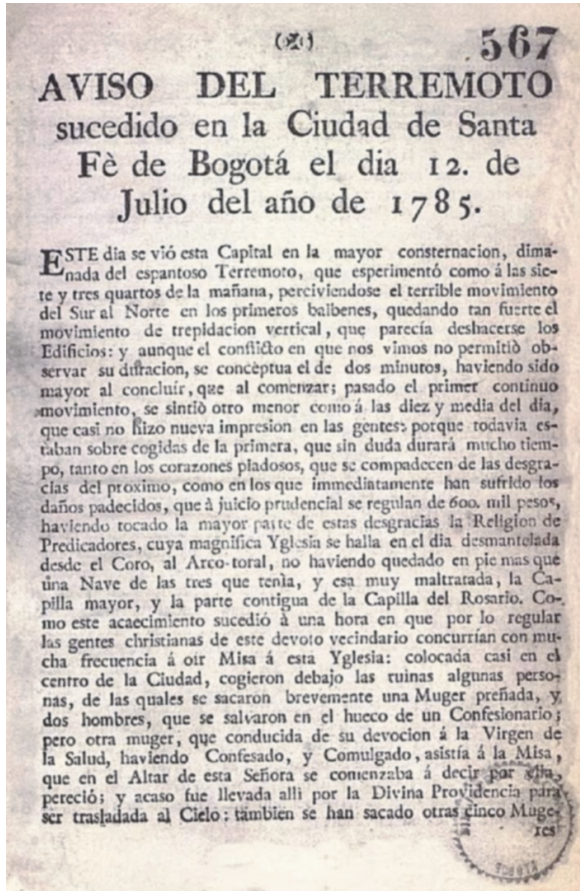 567
AVISO DEL TERREMOTO
sucedido en la Ciudad de Santa
Fè de Bogotá el dia 12. de
Julio del año de 1785.
ESTE dia se vió esta Capital en la mayor consternacion, dima-
nada del espantoso Terremoto, que esperimentó como á las sie-
te y tres quartos de la mañana, perciviendose el terrible movimiento
del Sur al Norte en los primeros baibenes, quedando tan fuerte el
movimiento de trepidacion vertical, que parecía deshacerse los
Edificios: y aunque el conflicto en que nos vimos no permitiò ob-
servar su duracion, se conceptua el de dos minutos, haviendo sido
mayor al concluir, que al comenzar; pasado el primer continuo
movimiento, se sintiò otro menor como á las diez y media del dia,
que casi no hizo nueva impresion en las gentes: porque todavia es-
taban sobre cogidas de la primera, que sin duda durará mucho tiem-
po, tanto en los corazones piadosos, que se compadecen de las desgra-
cias del proximo, como en los que immediatamente han sufrido los
daños padecidos, que à juicio prudencial se regulan de 600. mil pesos,
haviendo tocado la mayor parte de estas desgracias la Religion de
Predicadores, cuya magnifica Yglesia se halla en el dia desmantelada
desde el Coro, al Arco-toral, no haviendo quedado en pie mas que
una Nave de las tres que tenía, y esa muy maltratada, la Ca-
pilla mayor, y la parte contigua de la Capilla del Rosario. Co-
mo este acaecimiento sucedió à una hora en que por lo regular
las gentes christianas de este devoto vecindario concurrían con mu-
cha frecuencia á oir Misa á esta Yglesia: colocada casi en el
centro de la Ciudad, cogieron debajo las ruinas algunas perso-
nas, de las quales se sacaron brevemente una Muger preñada, y
dos hombres, que se salvaron en el hueco de un Confesionario;
pero otra muger, que conducida de su devocion á la Virgen de
la Salud, haviendo Confesado, y Comulgado, asistía á la Misa,
que en el Altar de esta Señora se comenzaba á decir por ella,
pereció; y acaso fue llevada alli por la Divina Providencia para
ser trasladada al Cielo: tambien se han sacado otras cinco Muge-
res